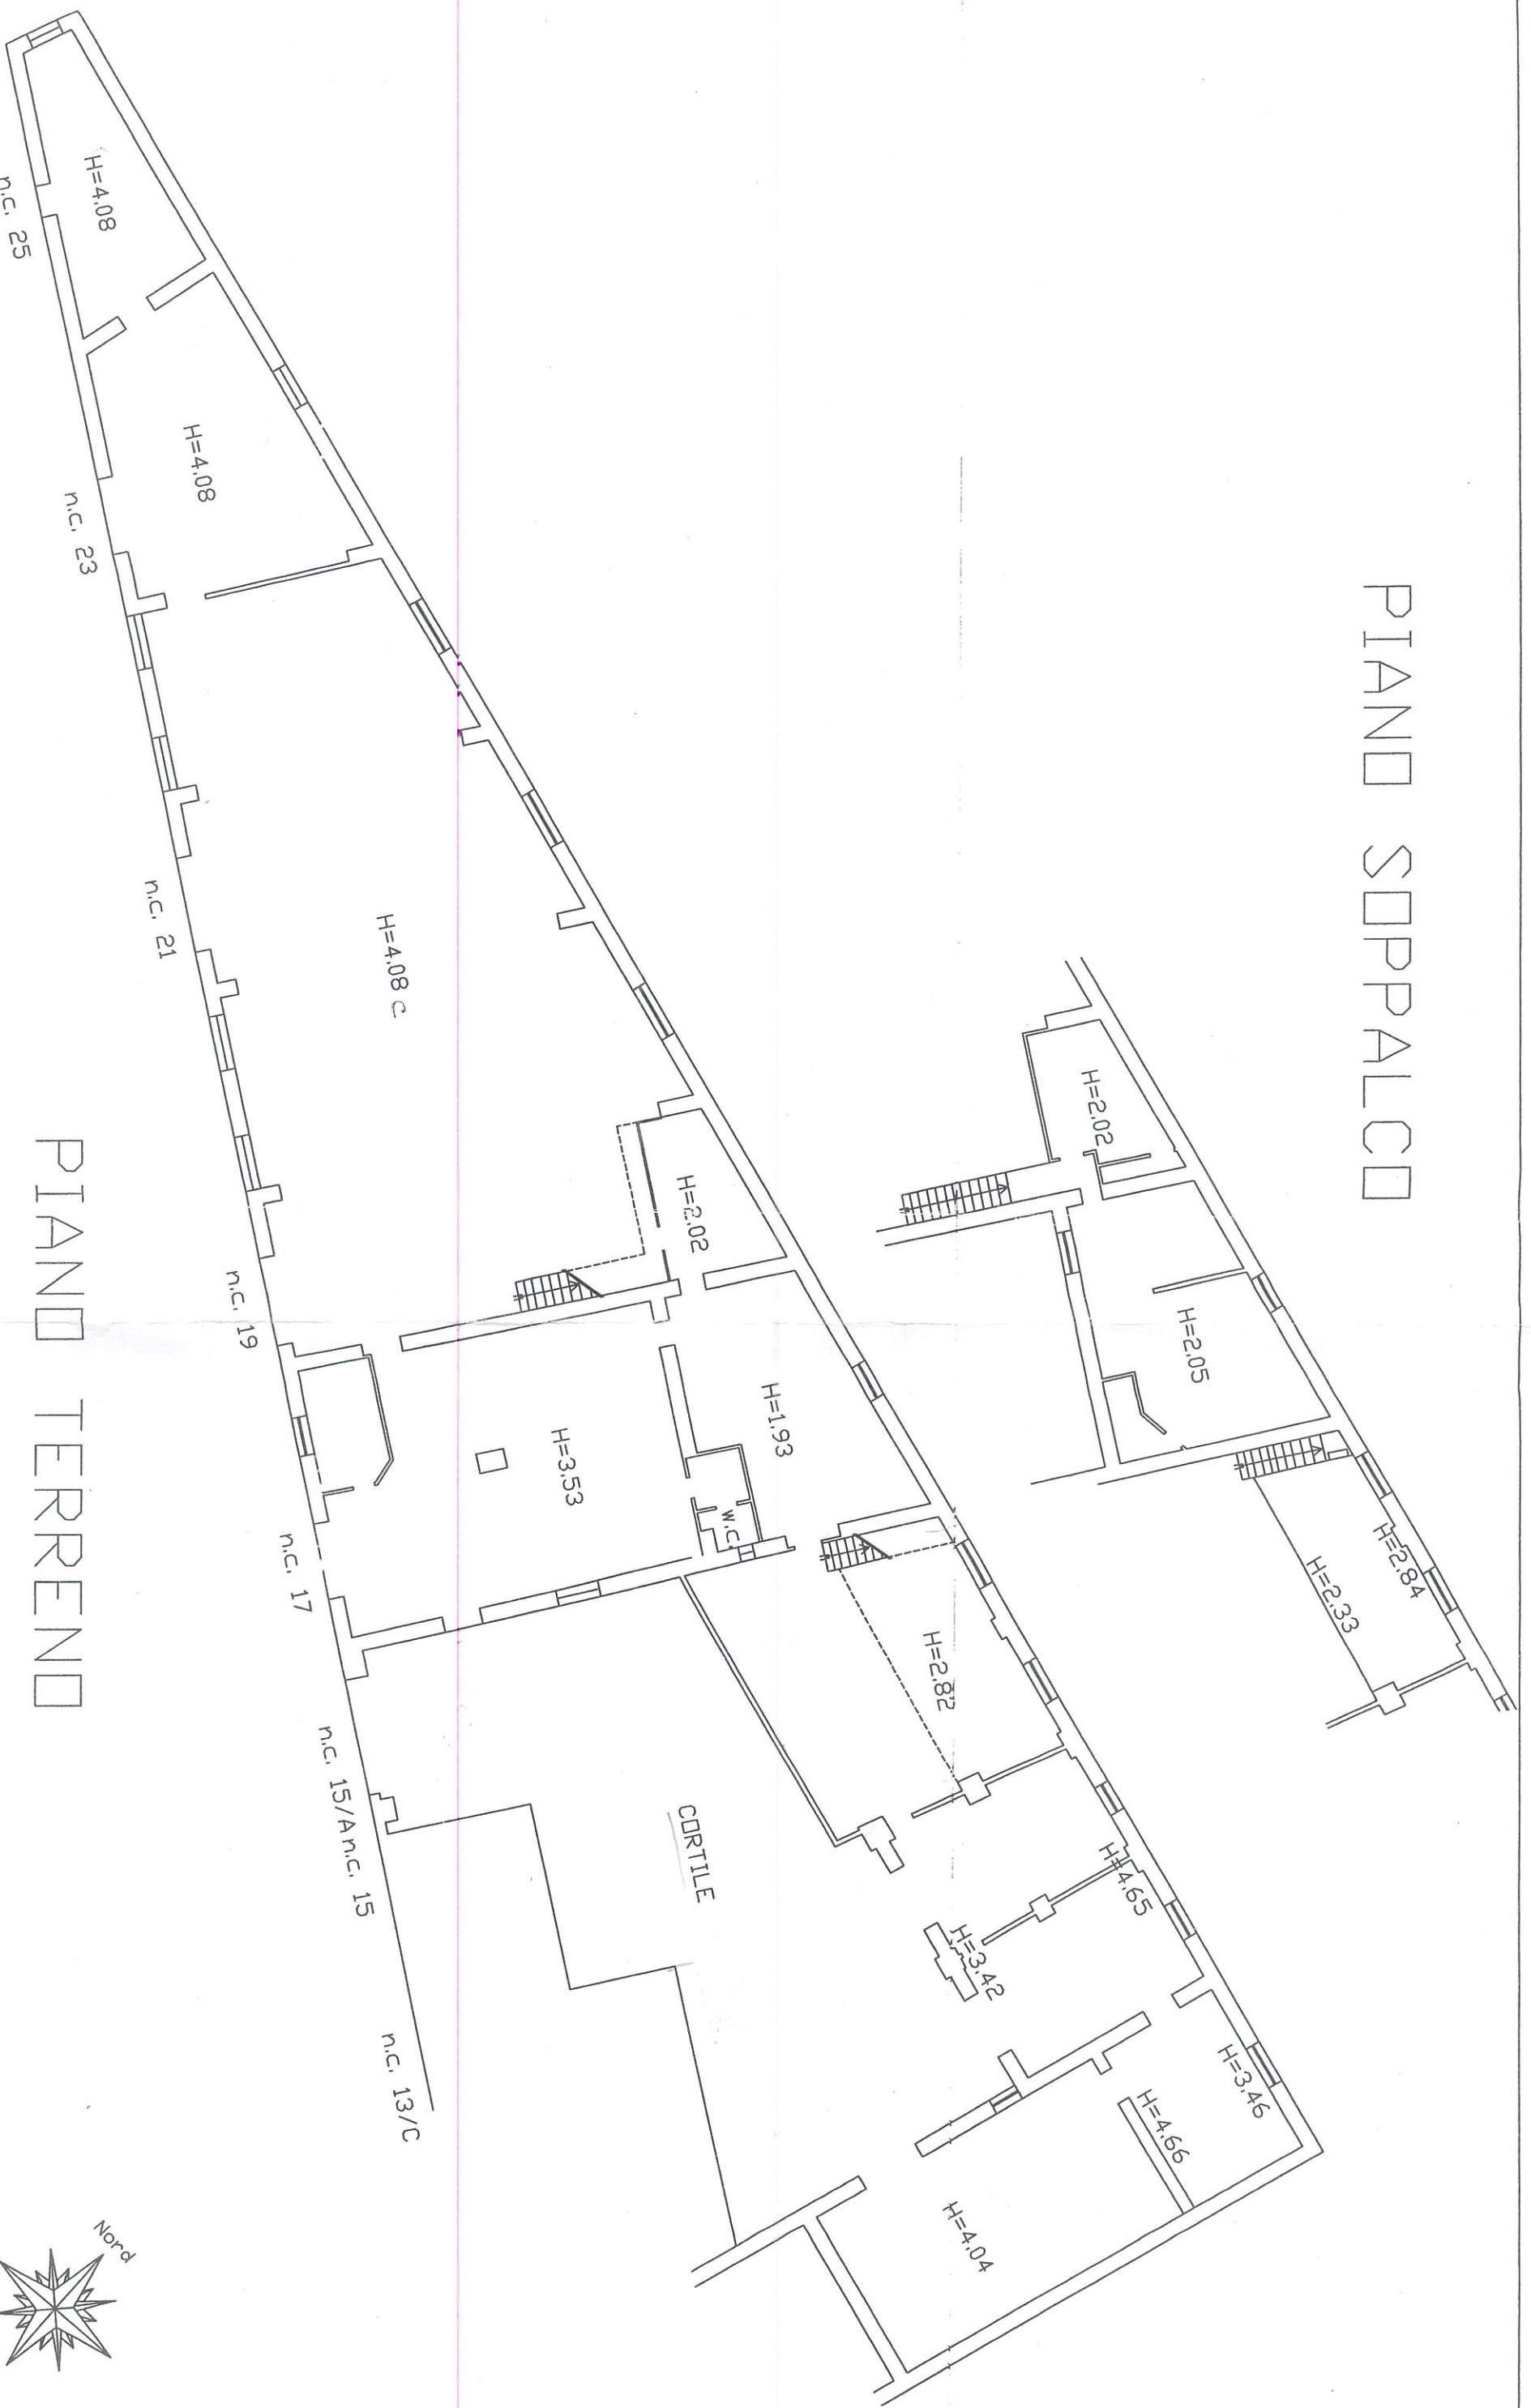 PIANO SOPPALCO
H=2.02
H=2.05
H=2.84
H=2.33
H=4.08
n.c. 25
H=4.08
n.c. 23
H=4.08
n.c. 21
H=2.02
n.c. 19
H=1.93
H=3.53
w.c.
n.c. 17
H=2.82
CORTILE
n.c. 15/A
n.c. 15
H=4.65
H=3.42
n.c. 13/C
H=3.46
H=4.66
H=4.04
PIANO TERRENO
Nord